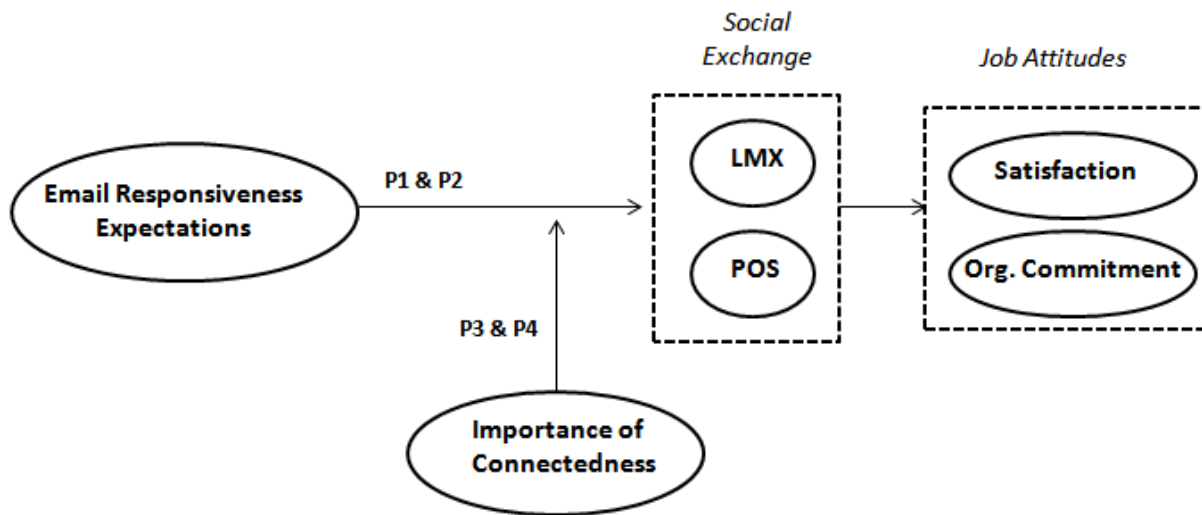 Social
Exchange
Job Attitudes
Email Responsiveness
Expectations
P1 & P2
LMX
POS
Satisfaction
Org. Commitment
P3 & P4
Importance of
Connectedness